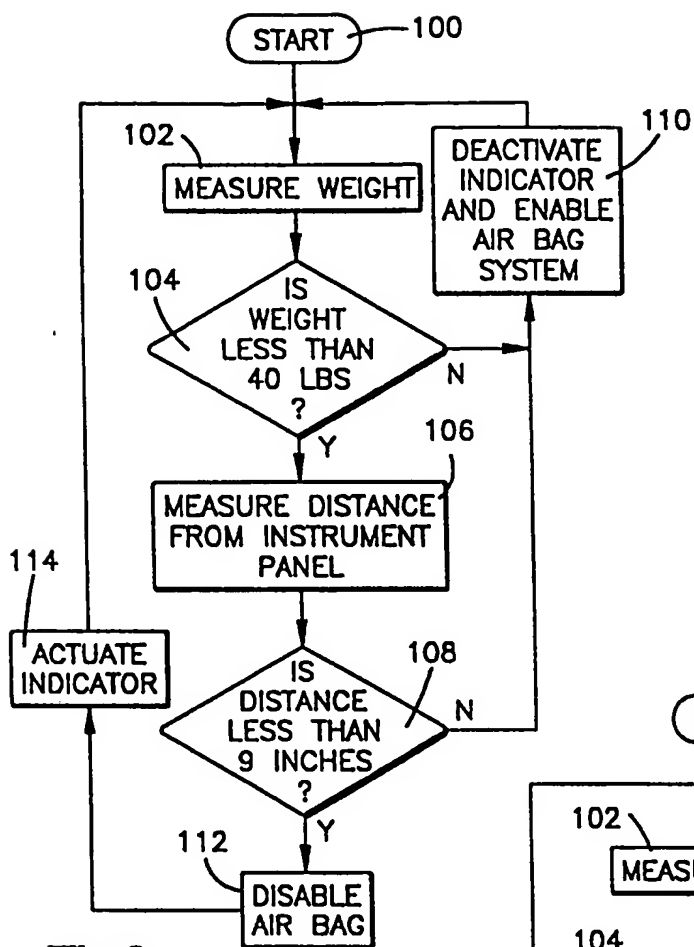 START
100
102
MEASURE WEIGHT
110
DEACTIVATE
INDICATOR
AND ENABLE
AIR BAG
SYSTEM
104
IS
WEIGHT
LESS THAN
40 LBS
?
N
Y
106
MEASURE DISTANCE
FROM INSTRUMENT
PANEL
114
ACTUATE
INDICATOR
108
IS
DISTANCE
LESS THAN
9 INCHES
?
N
Y
112
DISABLE
AIR BAG
102
MEASU
104